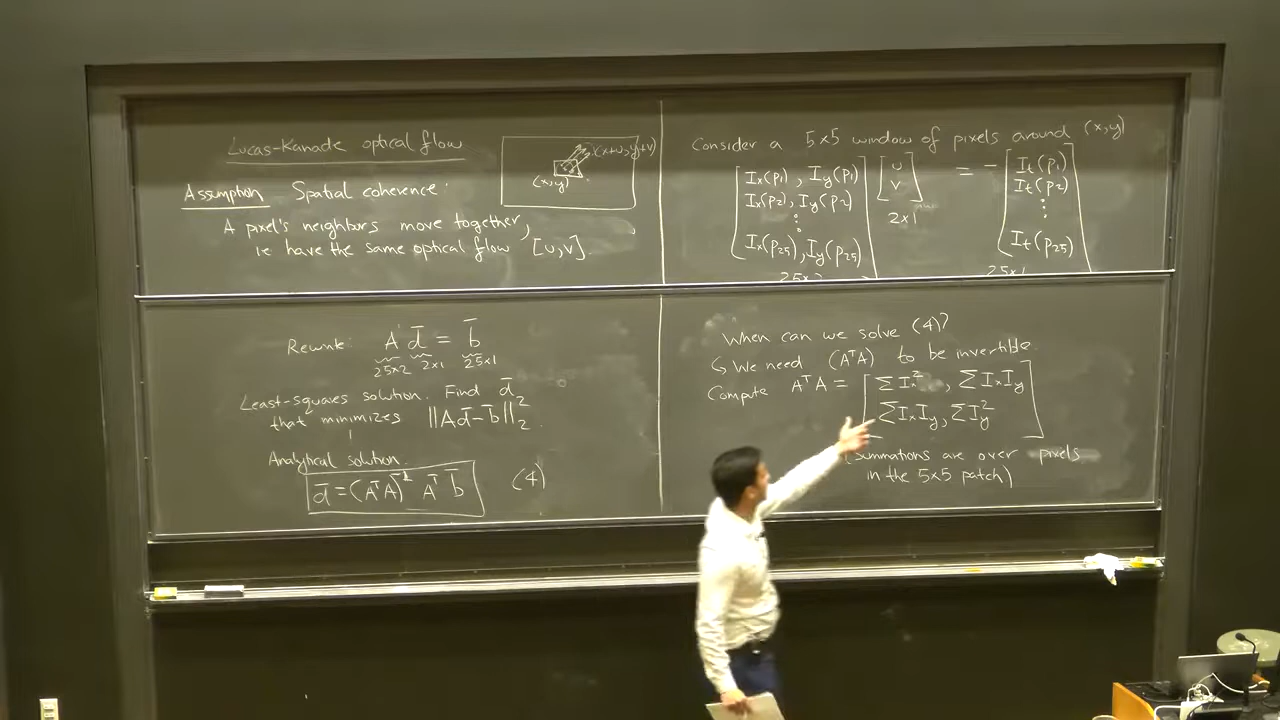 Lucas-Kanade optical flow
(x+u,y+v)
(x,y)
Assumption Spatial coherence:
A pixel's neighbors move together,
ie have the same optical flow [u,v].
Consider a 5x5 window of pixels around (x,y)
Ix(p1), Iy(p1) u = - It(p1)
Ix(p2), Iy(p2) v It(p2)
2x1
Ix(p25), Iy(p25) It(p25)
25x2 25x1
Rewrite: A d̄ = b̄
25x2 2x1 25x1
Least-squares solution. Find d̄
that minimizes ||Ad̄-b̄||₂²
Analytical solution.
d̄ = (AᵀA)⁻¹ Aᵀ b̄ (4)
When can we solve (4)?
↳ We need (AᵀA) to be invertible.
Compute AᵀA = [ΣIx², ΣIxIy
ΣIxIy, ΣIy²]
(summations are over pixels
in the 5x5 patch)